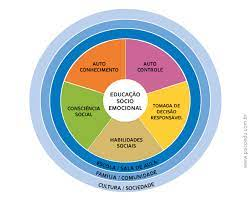 AUTO
CONHECIMENTO
AUTO
CONTROLE
EDUCAÇÃO
SOCIO
EMOCIONAL
CONSCIÊNCIA
SOCIAL
TOMADA DE
DECISÃO
RESPONSÁVEL
HABILIDADES
SOCIAIS
ESCOLA / SALA DE AULA
FAMÍLIA / COMUNIDADE
CULTURA / SOCIEDADE